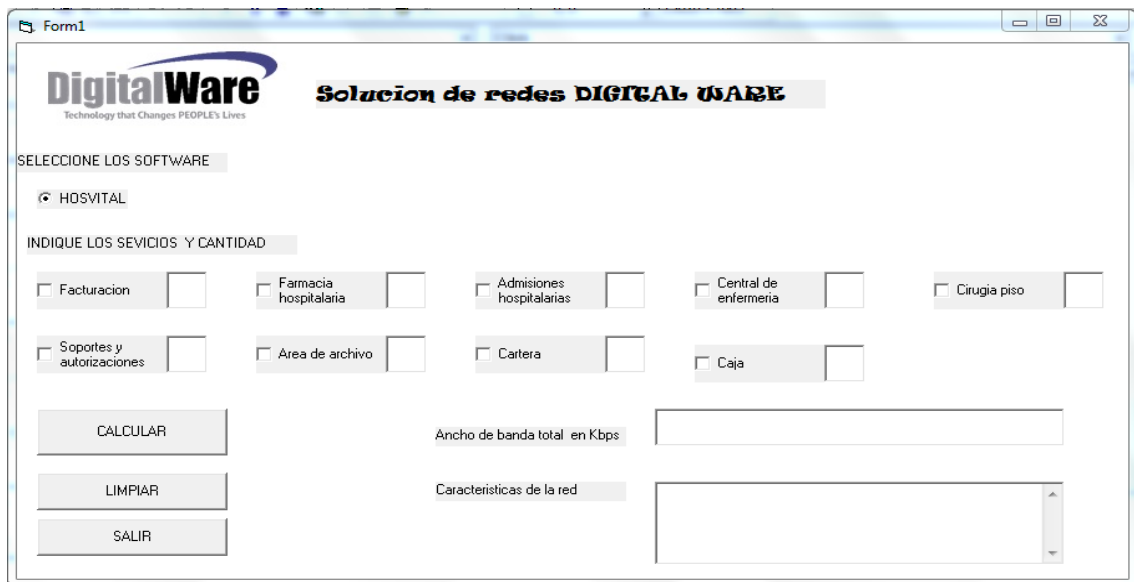 Form1
DigitalWare
Technology that Changes PEOPLE's Lives
Solucion de redes DIGITAL WARE
SELECCIONE LOS SOFTWARE
HOSVITAL
INDIQUE LOS SEVICIOS Y CANTIDAD
Facturacion
Farmacia
hospitalaria
Admisiones
hospitalarias
Central de
enfermeria
Cirugia piso
Soportes y
autorizaciones
Area de archivo
Cartera
Caja
CALCULAR
Ancho de banda total en Kbps
LIMPIAR
Caracteristicas de la red
SALIR